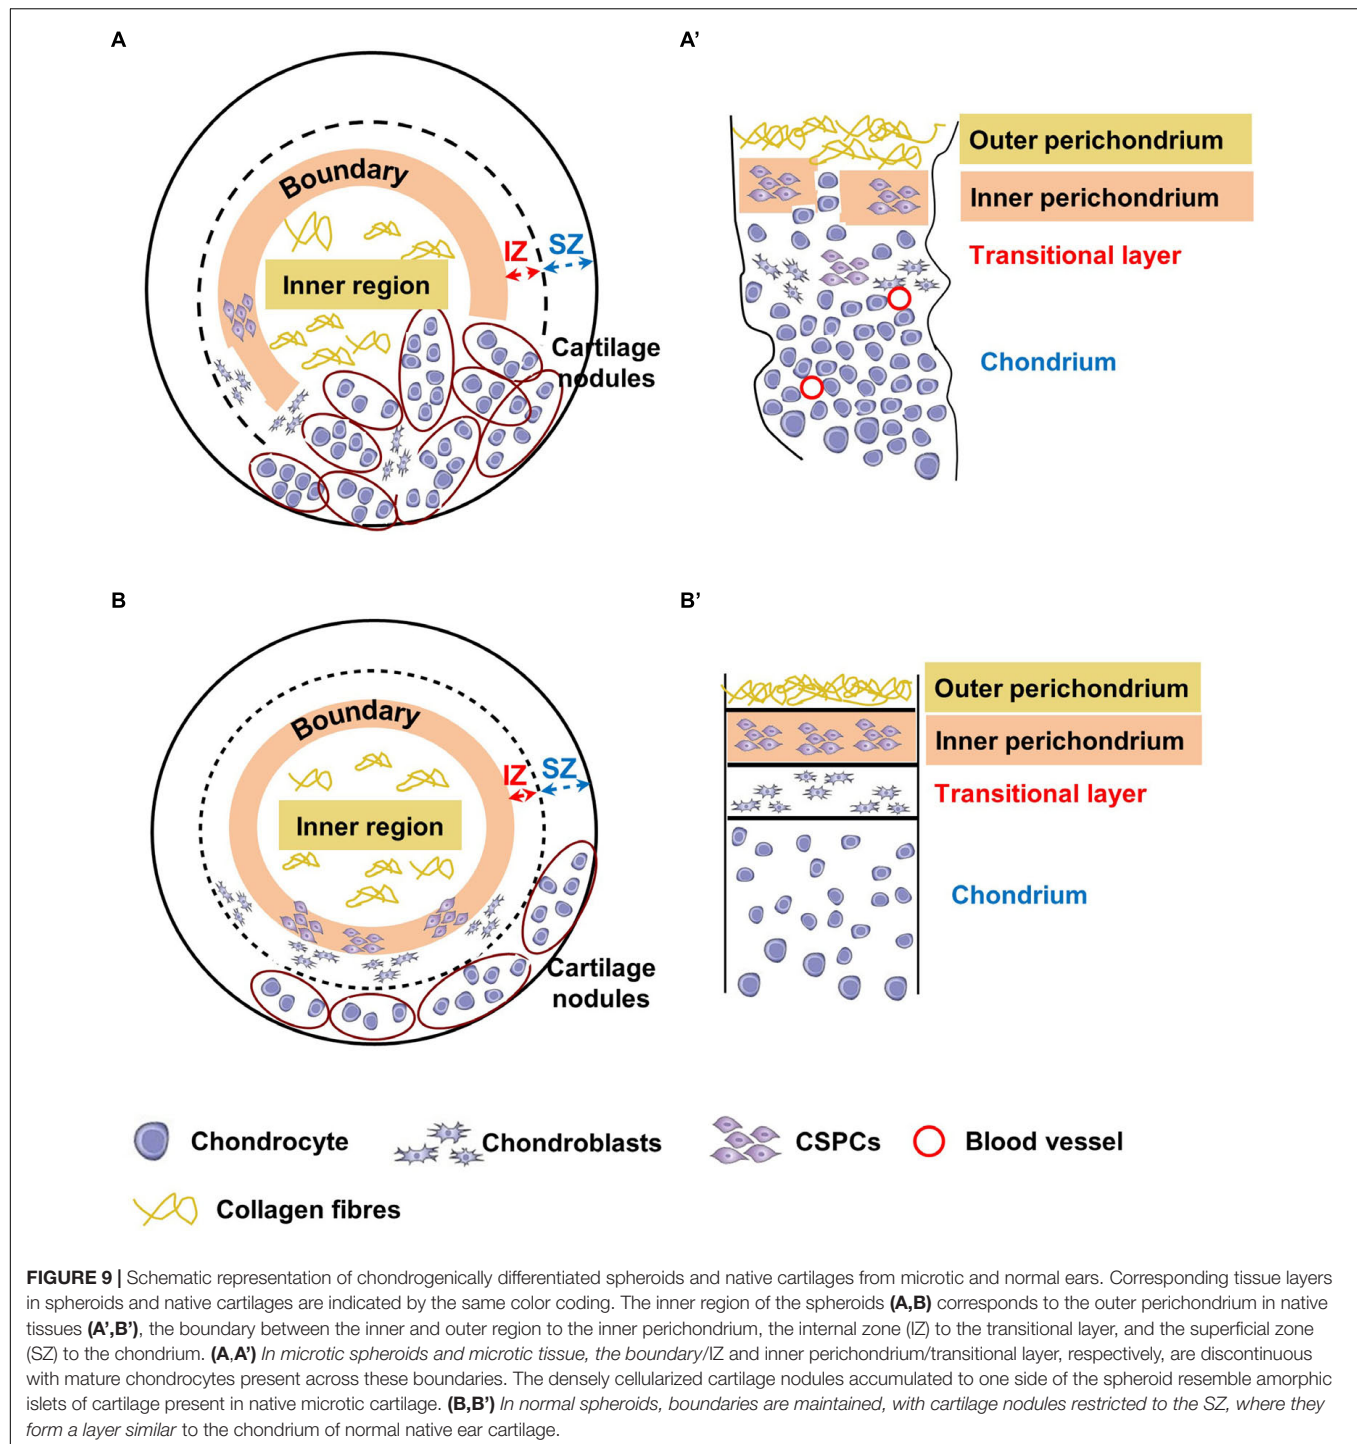 A
Boundary
Inner region
IZ
SZ
Cartilage
nodules
A’
Outer perichondrium
Inner perichondrium
Transitional layer
Chondrium
B
Boundary
Inner region
IZ
SZ
Cartilage
nodules
B’
Outer perichondrium
Inner perichondrium
Transitional layer
Chondrium
Chondrocyte
Chondroblasts
CSPCs
Blood vessel
Collagen fibres
FIGURE 9 | Schematic representation of chondrogenically differentiated spheroids and native cartilages from microtic and normal ears. Corresponding tissue layers
in spheroids and native cartilages are indicated by the same color coding. The inner region of the spheroids (A,B) corresponds to the outer perichondrium in native
tissues (A’,B’), the boundary between the inner and outer region to the inner perichondrium, the internal zone (IZ) to the transitional layer, and the superficial zone
(SZ) to the chondrium. (A,A’) In microtic spheroids and microtic tissue, the boundary/IZ and inner perichondrium/transitional layer, respectively, are discontinuous
with mature chondrocytes present across these boundaries. The densely cellularized cartilage nodules accumulated to one side of the spheroid resemble amorphic
islets of cartilage present in native microtic cartilage. (B,B’) In normal spheroids, boundaries are maintained, with cartilage nodules restricted to the SZ, where they
form a layer similar to the chondrium of normal native ear cartilage.